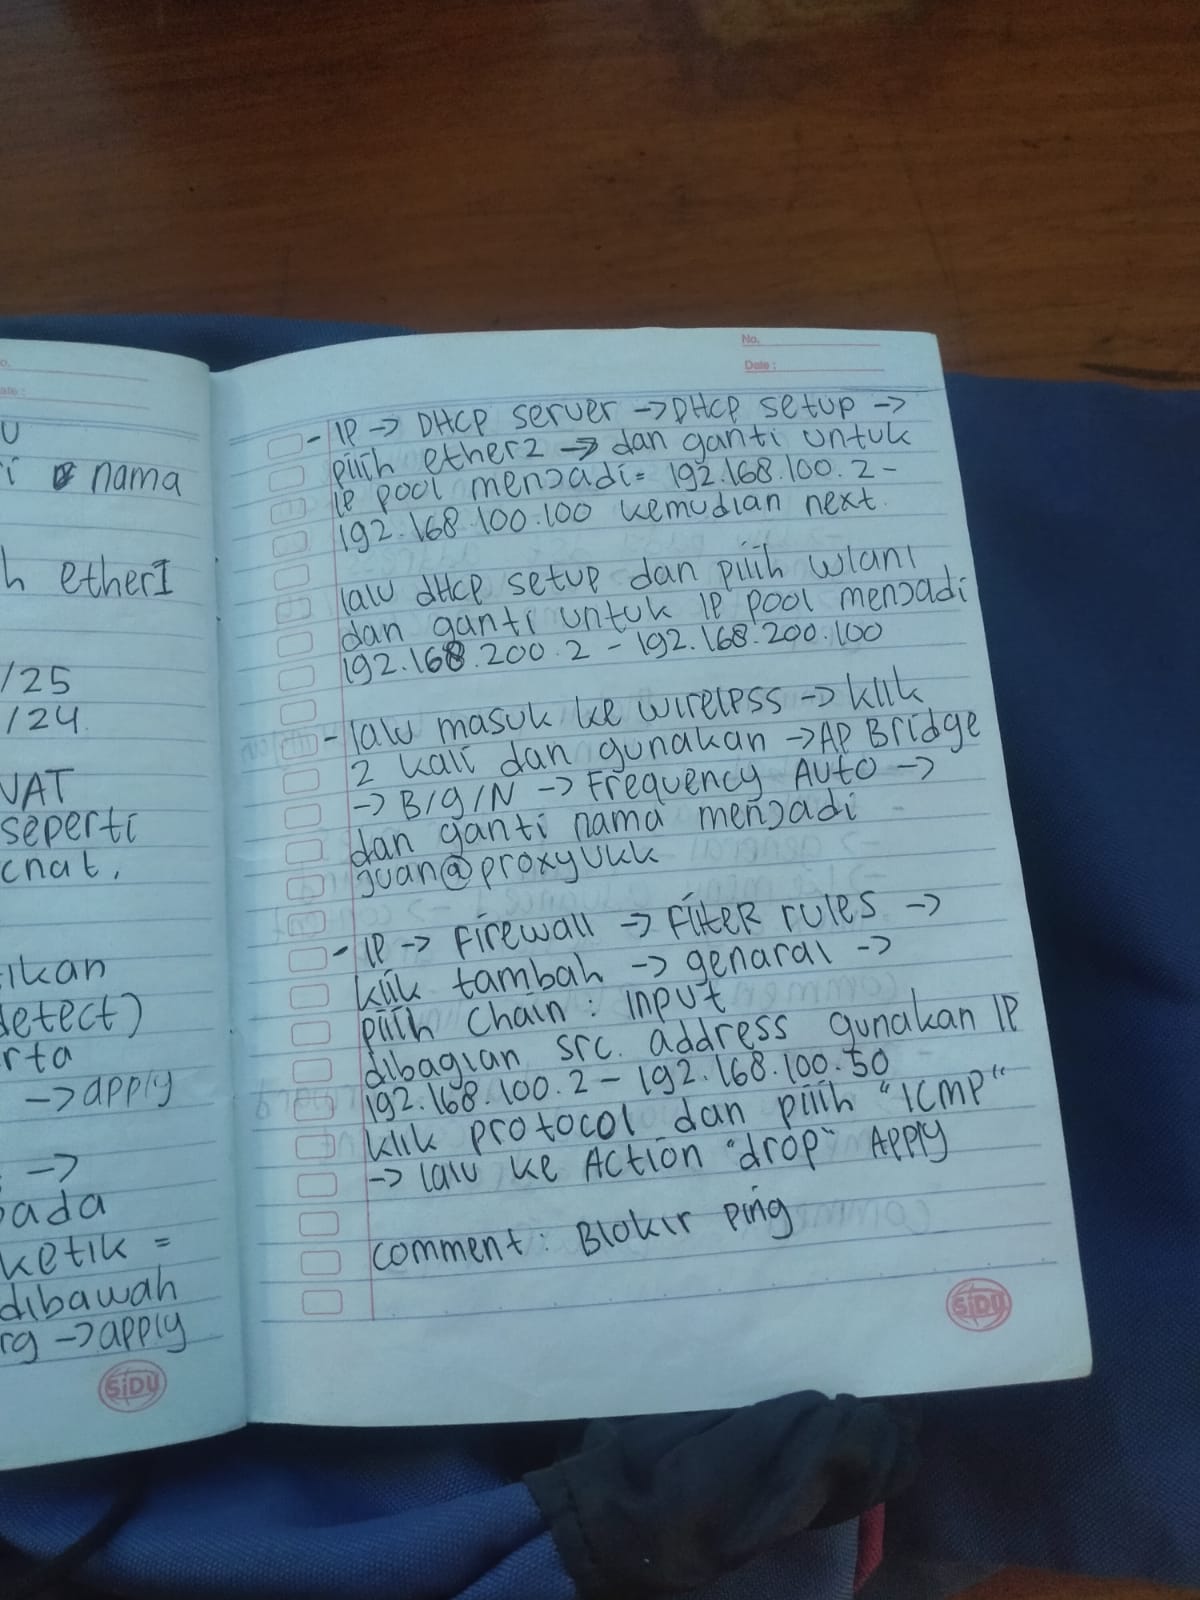 U
i nama
h etherI
/25
/24.
NAT
seperti
cnat,
ikan
detect)
rta
-> apply
->
pada
ketik =
dibawah
rg -> apply
SiDU
No.
Date :
- IP -> DHCP server -> DHCP setup ->
pilih ether2 -> dan ganti untuk
IP pool menjadi= 192.168.100.2 -
192.168.100.100 kemudian next.
lalu dHcp setup dan pilih wlan1
dan ganti untuk IP pool menjadi
192.168.200.2 - 192.168.200.100
- lalu masuk ke wireless -> klik
2 kali dan gunakan -> AP Bridge
-> B/g/N -> Frequency Auto ->
dan ganti nama menjadi
juan@proxyukk
- IP -> Firewall -> Filter rules ->
klik tambah -> genaral ->
pilih Chain : Input
dibagian src. address gunakan IP
192.168.100.2 - 192.168.100.50
klik protocol dan pilih "ICMP"
-> lalu ke Action "drop" Apply
comment : Blokir ping
SiDU